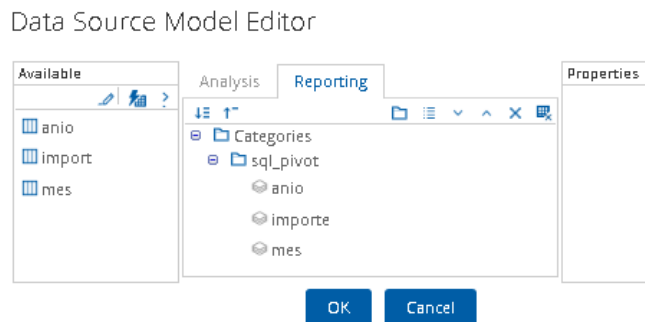 Data Source Model Editor
Available
Analysis
Reporting
Properties
anio
import
mes
Categories
sql_pivot
anio
importe
mes
OK
Cancel